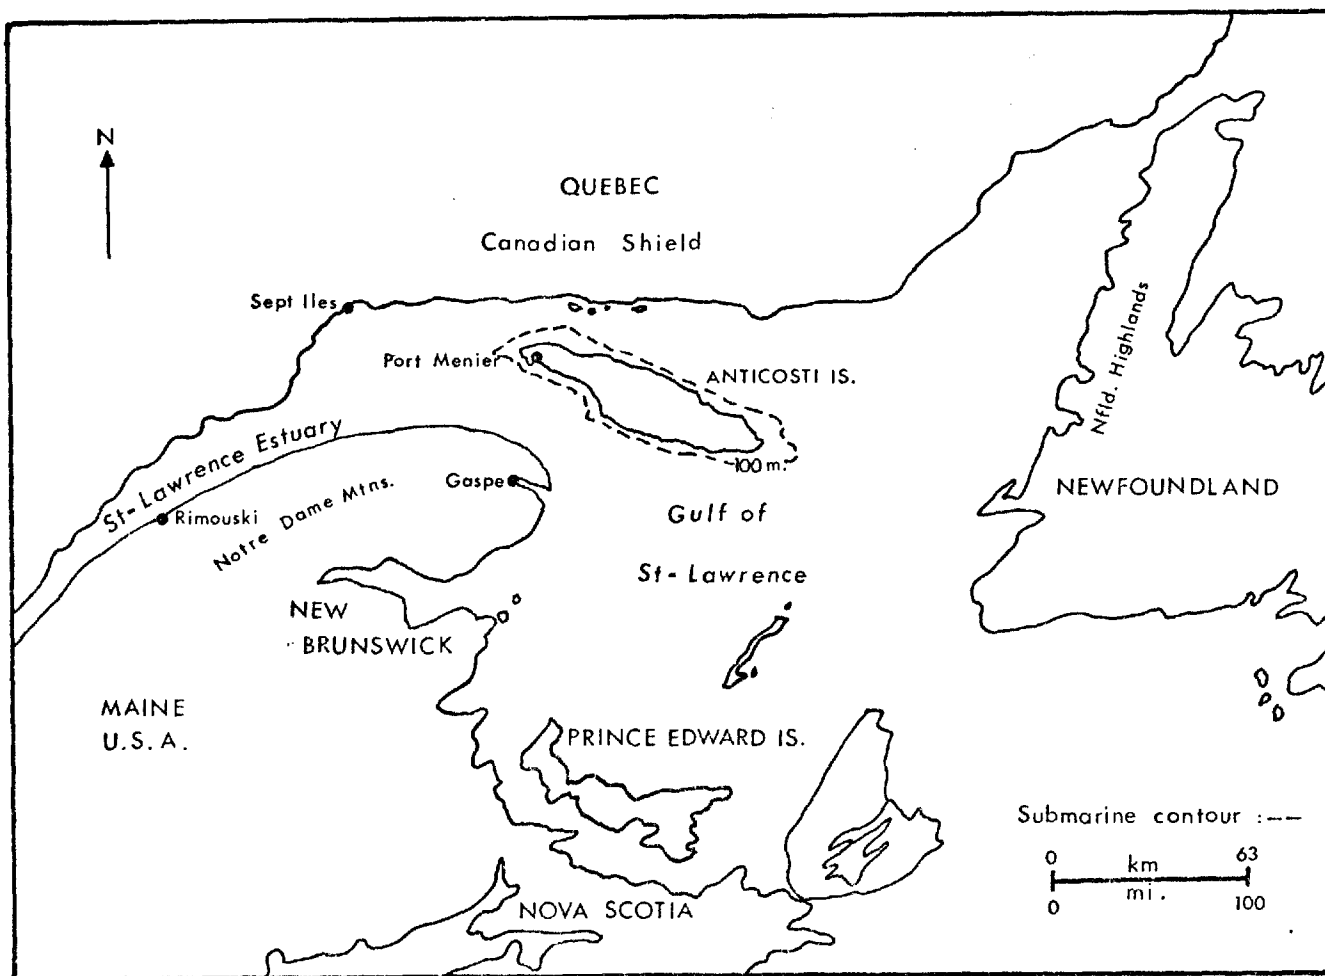 N
QUEBEC
Canadian Shield
Sept Iles
Port Menier
ANTICOSTI IS.
100 m.
Nfld. Highlands
St-Lawrence Estuary
Gaspe
Rimouski
Notre Dame Mtns.
NEWFOUNDLAND
Gulf of
St-Lawrence
NEW
BRUNSWICK
MAINE
U.S.A.
PRINCE EDWARD IS.
Submarine contour :--
0 63
km
mi.
0 100
NOVA SCOTIA